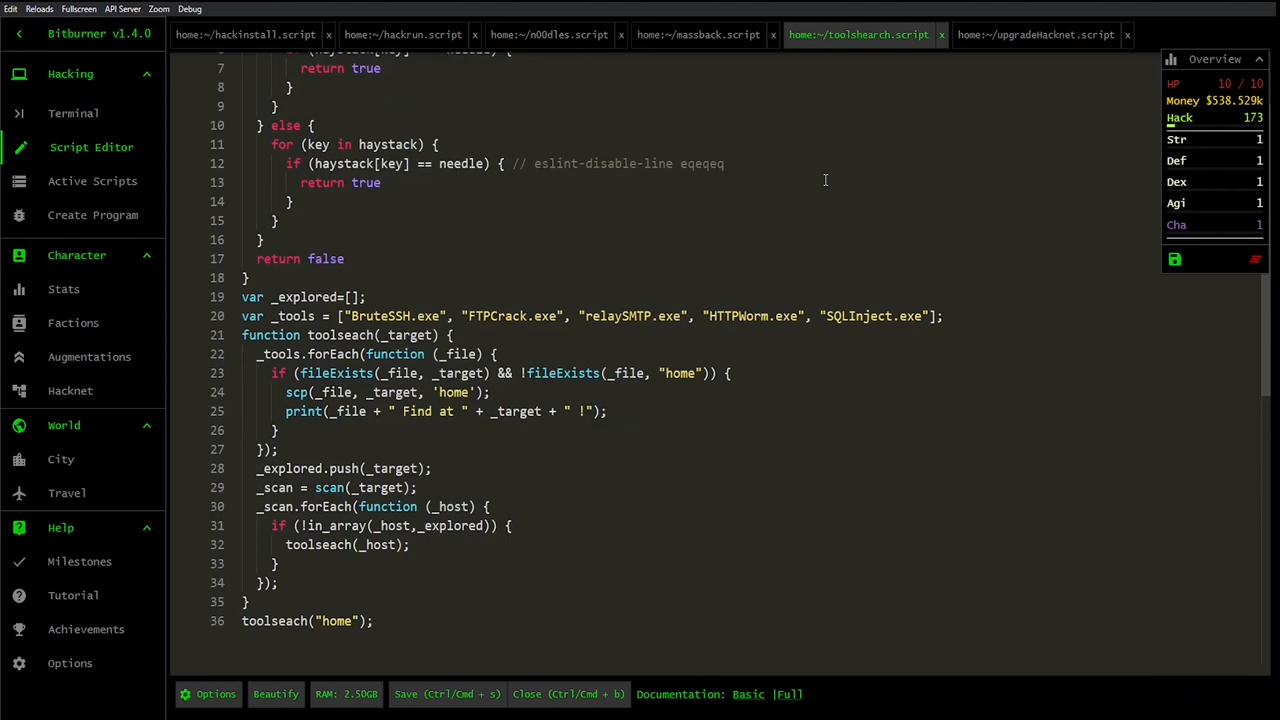 Edit Reloads Fullscreen API Server Zoom Debug
Bitburner v1.4.0
home:~/hackinstall.script x home:~/hackrun.script x home:~/n00dles.script x home:~/massback.script x home:~/toolshearch.script x home:~/upgradeHacknet.script x
Hacking
Terminal
Script Editor
Active Scripts
Create Program
Character
Stats
Factions
Augmentations
Hacknet
World
City
Travel
Help
Milestones
Tutorial
Achievements
Options
7 return true
8 }
9 }
10 } else {
11 for (key in haystack) {
12 if (haystack[key] == needle) { // eslint-disable-line eqeqeq
13 return true
14 }
15 }
16 }
17 return false
18 }
19 var _explored=[];
20 var _tools = ["BruteSSH.exe", "FTPCrack.exe", "relaySMTP.exe", "HTTPWorm.exe", "SQLInject.exe"];
21 function toolseach(_target) {
22 _tools.forEach(function (_file) {
23 if (fileExists(_file, _target) && !fileExists(_file, "home")) {
24 scp(_file, _target, 'home');
25 print(_file + " Find at " + _target + " !");
26 }
27 });
28 _explored.push(_target);
29 _scan = scan(_target);
30 _scan.forEach(function (_host) {
31 if (!in_array(_host,_explored)) {
32 toolseach(_host);
33 }
34 });
35 }
36 toolseach("home");
Overview
HP 10 / 10
Money $538.529k
Hack 173
Str 1
Def 1
Dex 1
Agi 1
Cha 1
Options Beautify RAM: 2.50GB Save (Ctrl/Cmd + s) Close (Ctrl/Cmd + b) Documentation: Basic |Full